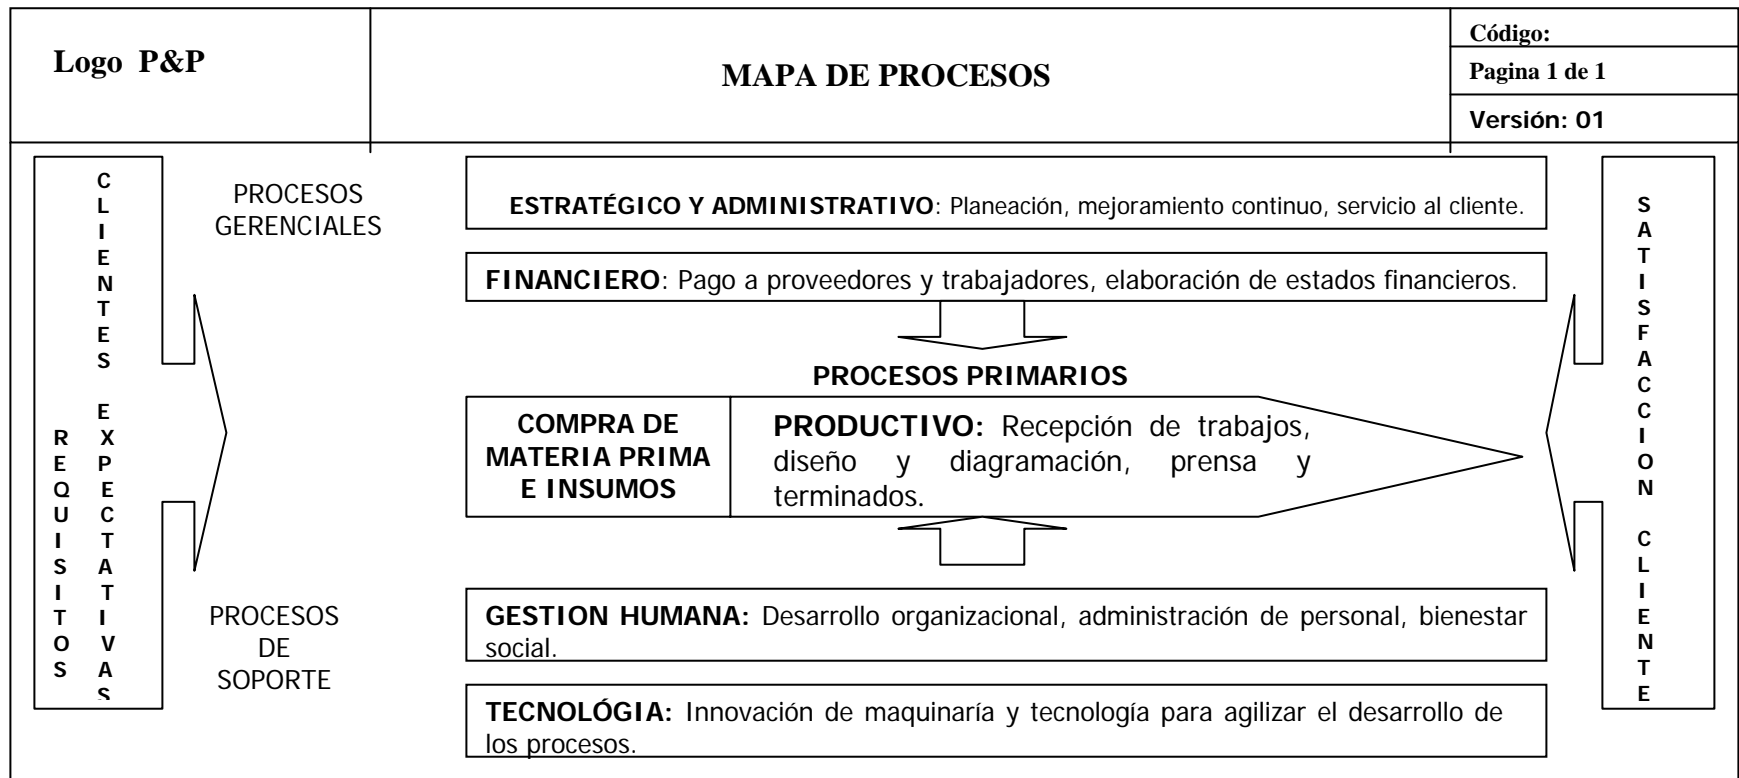 Logo P&P
MAPA DE PROCESOS
Código:
Pagina 1 de 1
Versión: 01
CLIENTES EXPECTATIVAS
REQUISITOS
PROCESOS
GERENCIALES
ESTRATÉGICO Y ADMINISTRATIVO: Planeación, mejoramiento continuo, servicio al cliente.
FINANCIERO: Pago a proveedores y trabajadores, elaboración de estados financieros.
PROCESOS PRIMARIOS
COMPRA DE
MATERIA PRIMA
E INSUMOS
PRODUCTIVO: Recepción de trabajos,
diseño y diagramación, prensa y
terminados.
PROCESOS
DE
SOPORTE
GESTION HUMANA: Desarrollo organizacional, administración de personal, bienestar
social.
TECNOLÓGIA: Innovación de maquinaría y tecnología para agilizar el desarrollo de
los procesos.
SATISFACCION CLIENTE